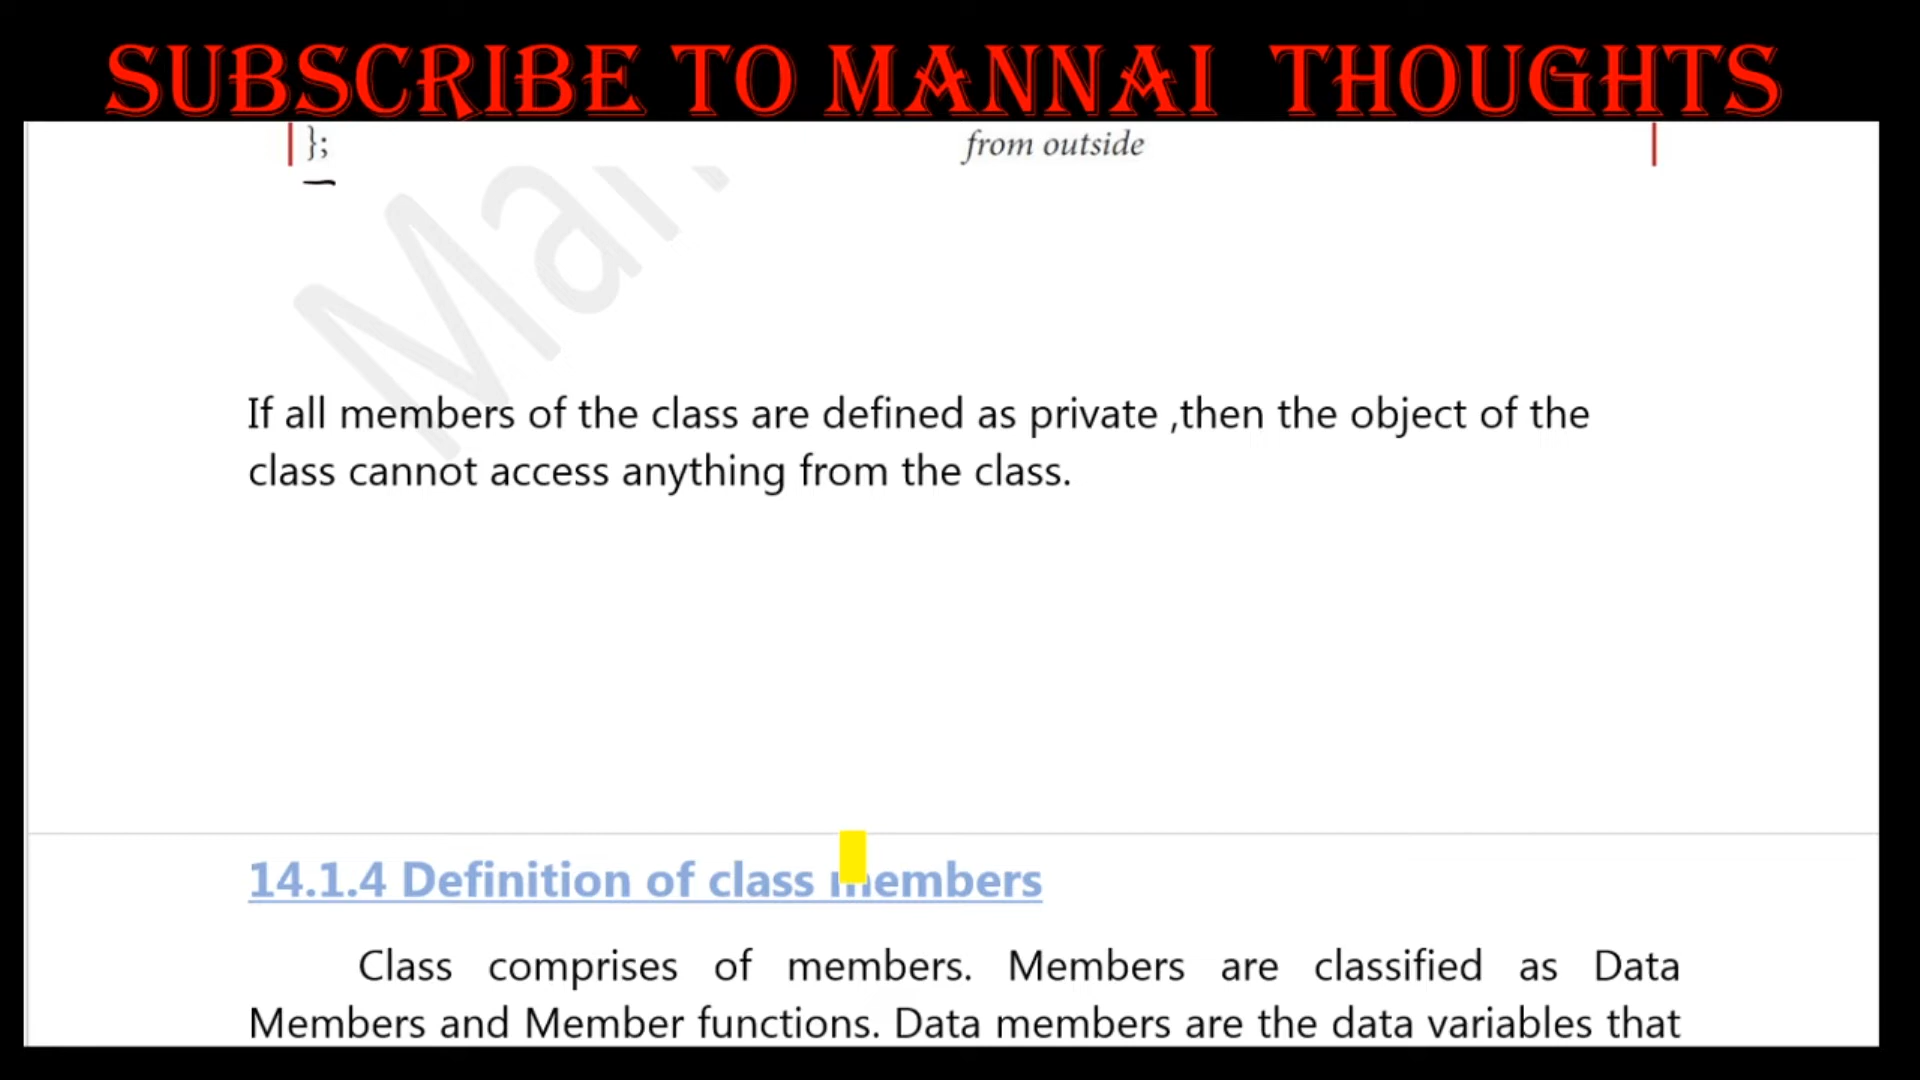 SUBSCRIBE TO MANNAI THOUGHTS
}; from outside
Man
If all members of the class are defined as private ,then the object of the
class cannot access anything from the class.
14.1.4 Definition of class members
Class comprises of members. Members are classified as Data
Members and Member functions. Data members are the data variables that